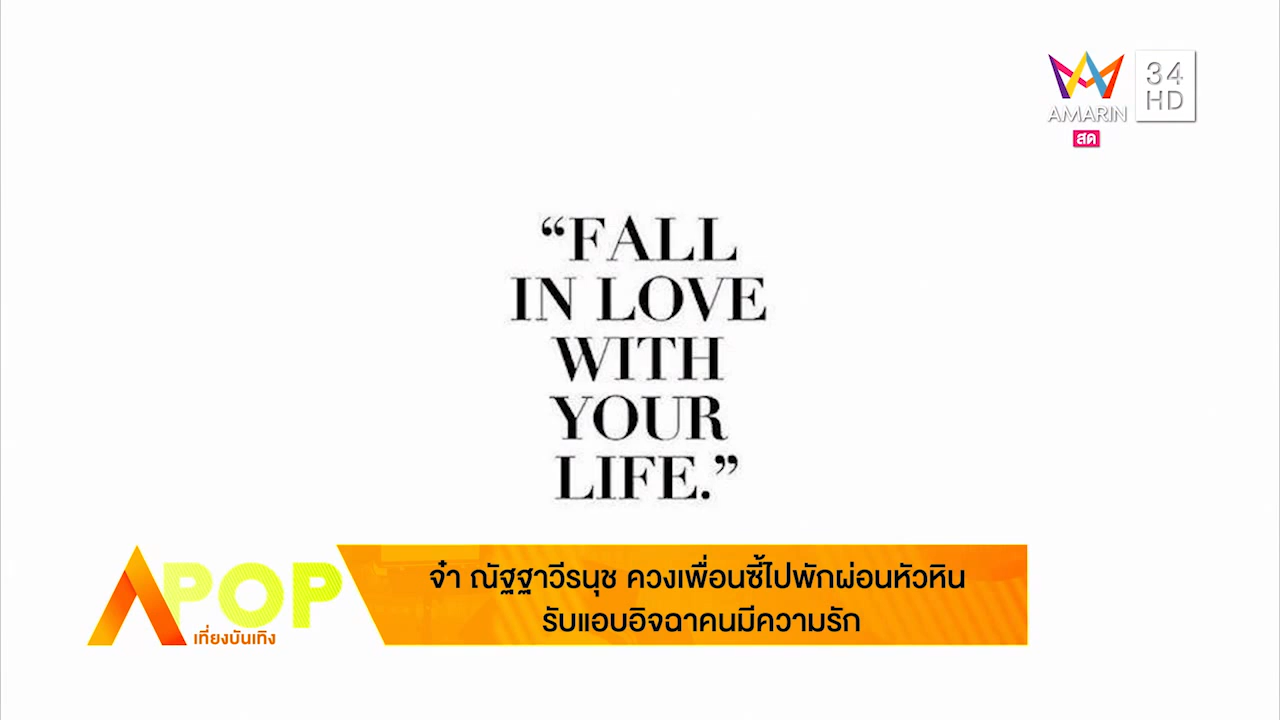 34
HD
AMARIN
สด
“FALL
IN LOVE
WITH
YOUR
LIFE.”
APOP
เที่ยงบันเทิง
จ๋า ณัฐฐาวีรนุช ควงเพื่อนซี้ไปพักผ่อนหัวหิน
รับแอบอิจฉาคนมีความรัก